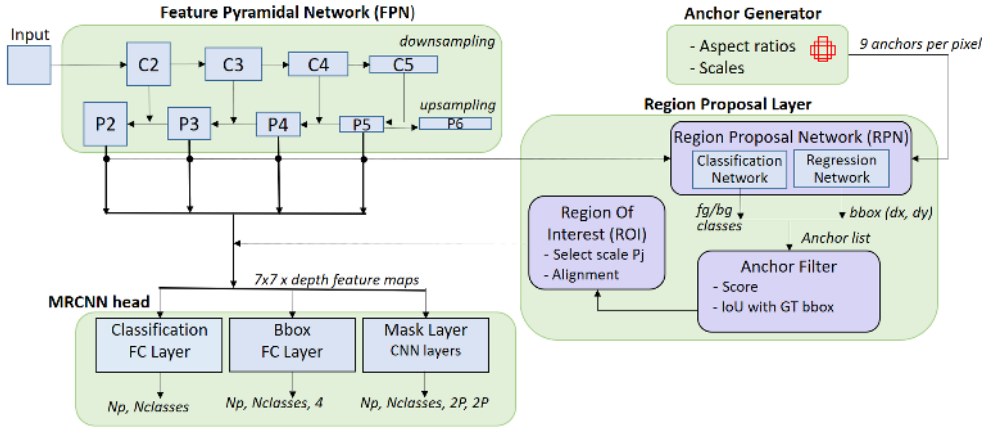 Feature Pyramidal Network (FPN)
Input
downsampling
C2
C3
C4
C5
upsampling
P2
P3
P4
P5
P6
Anchor Generator
- Aspect ratios
- Scales
9 anchors per pixel
Region Proposal Layer
Region Proposal Network (RPN)
Classification
Network
Regression
Network
fg/bg
classes
bbox (dx, dy)
Anchor list
Region Of
Interest (ROI)
- Select scale Pj
- Alignment
Anchor Filter
- Score
- IoU with GT bbox
7x7 x depth feature maps
MRCNN head
Classification
FC Layer
Bbox
FC Layer
Mask Layer
CNN layers
Np, Nclasses
Np, Nclasses, 4
Np, Nclasses, 2P, 2P